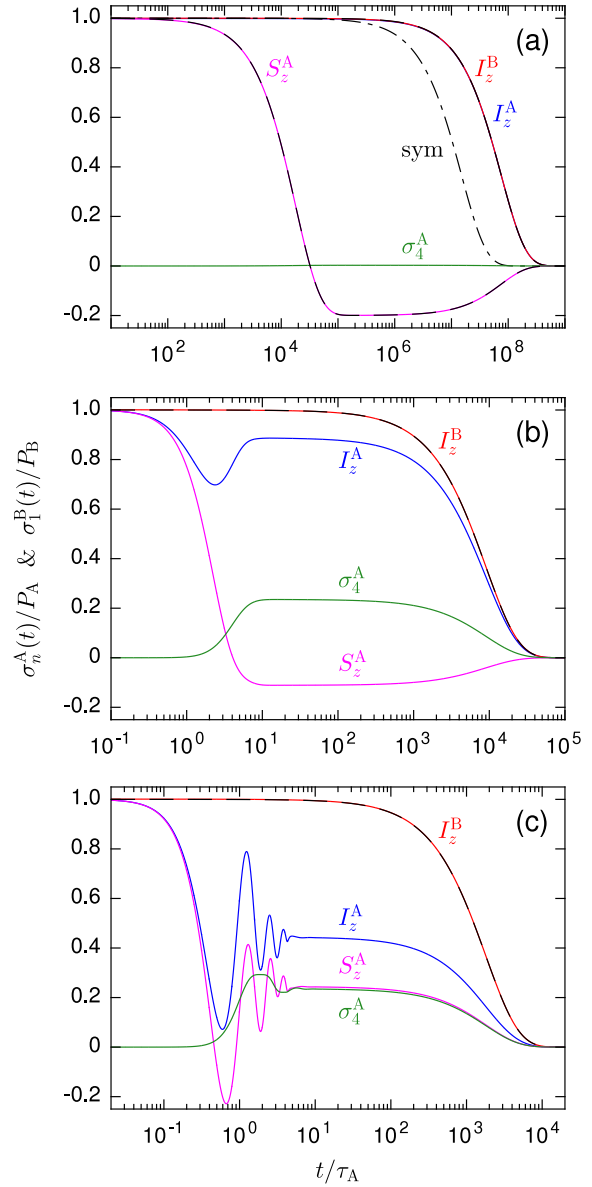 (a)
1.0
0.8
0.6
0.4
0.2
0
-0.2
S_z^A
I_z^B
I_z^A
sym
σ_4^A
10^2 10^4 10^6 10^8
(b)
1.0
0.8
0.6
0.4
0.2
0
-0.2
I_z^B
I_z^A
σ_4^A
S_z^A
10^-1 10^0 10^1 10^2 10^3 10^4 10^5
σ_n^A(t)/P_A & σ_1^B(t)/P_B
(c)
1.0
0.8
0.6
0.4
0.2
0
-0.2
I_z^B
I_z^A
S_z^A
σ_4^A
10^-1 10^0 10^1 10^2 10^3 10^4
t/τ_A